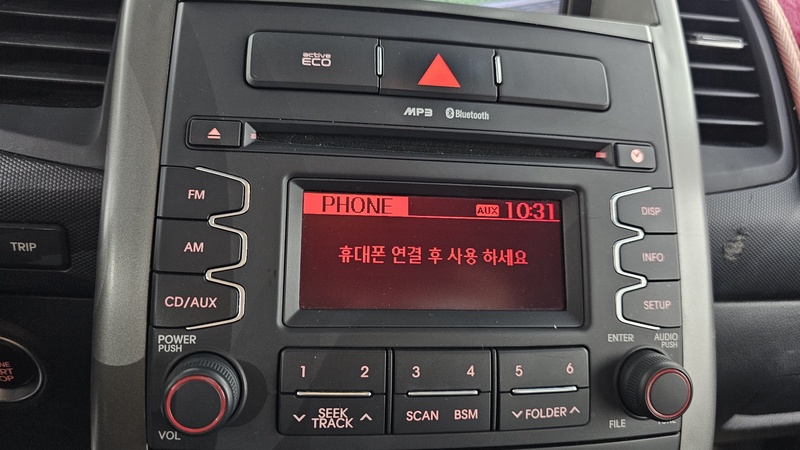 active
ECO
MP3 Bluetooth
FM
PHONE AUX 10:31
DISP
TRIP
AM
휴대폰 연결 후 사용 하세요
INFO
CD/AUX
SETUP
POWER
PUSH
ENTER
AUDIO
PUSH
1 2
3 4
5 6
SEEK
TRACK
SCAN BSM
FOLDER
VOL
FILE
TUNE